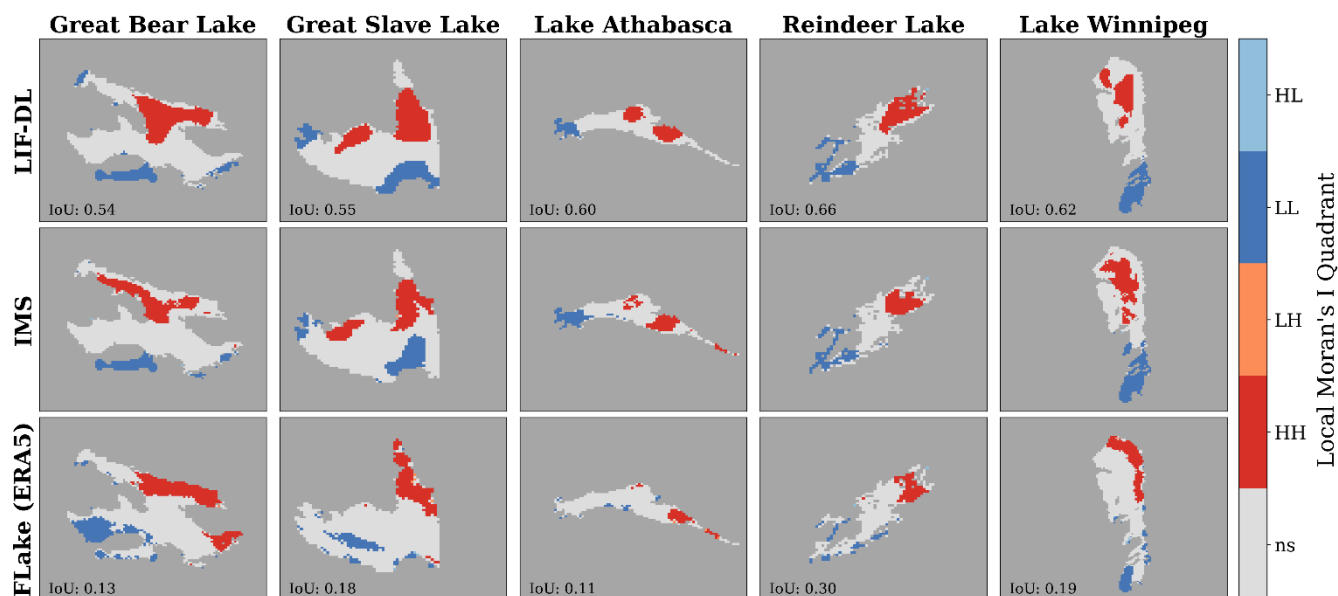 Great Bear Lake
Great Slave Lake
Lake Athabasca
Reindeer Lake
Lake Winnipeg
LIF-DL
IoU: 0.54
IoU: 0.55
IoU: 0.60
IoU: 0.66
IoU: 0.62
IMS
FLake (ERA5)
IoU: 0.13
IoU: 0.18
IoU: 0.11
IoU: 0.30
IoU: 0.19
HL
LL
LH
HH
ns
Local Moran's I Quadrant